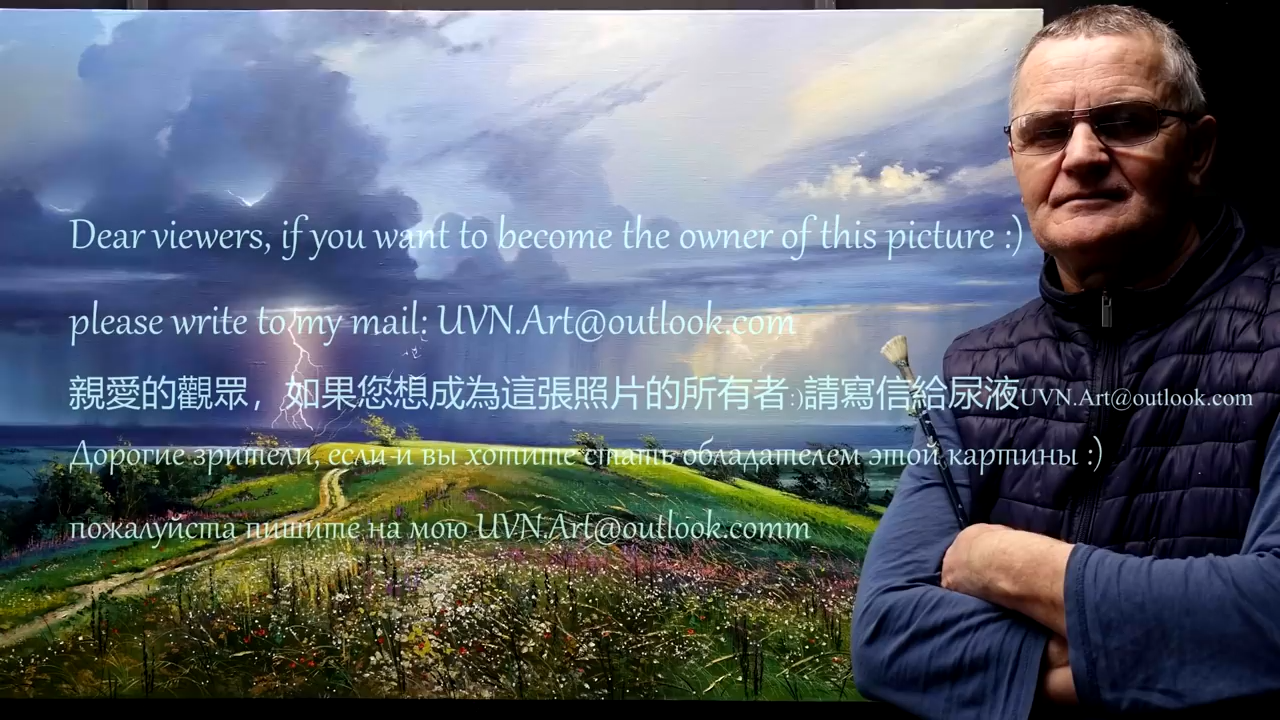 Dear viewers, if you want to become the owner of this picture :)
please write to my mail: UVN.Art@outlook.com
親愛的觀眾，如果您想成為這張照片的所有者:)請寫信給尿液UVN.Art@outlook.com
Дорогие зрители, если и вы хотите стать обладателем этой картины :)
пожалуйста пишите на мою UVN.Art@outlook.comm